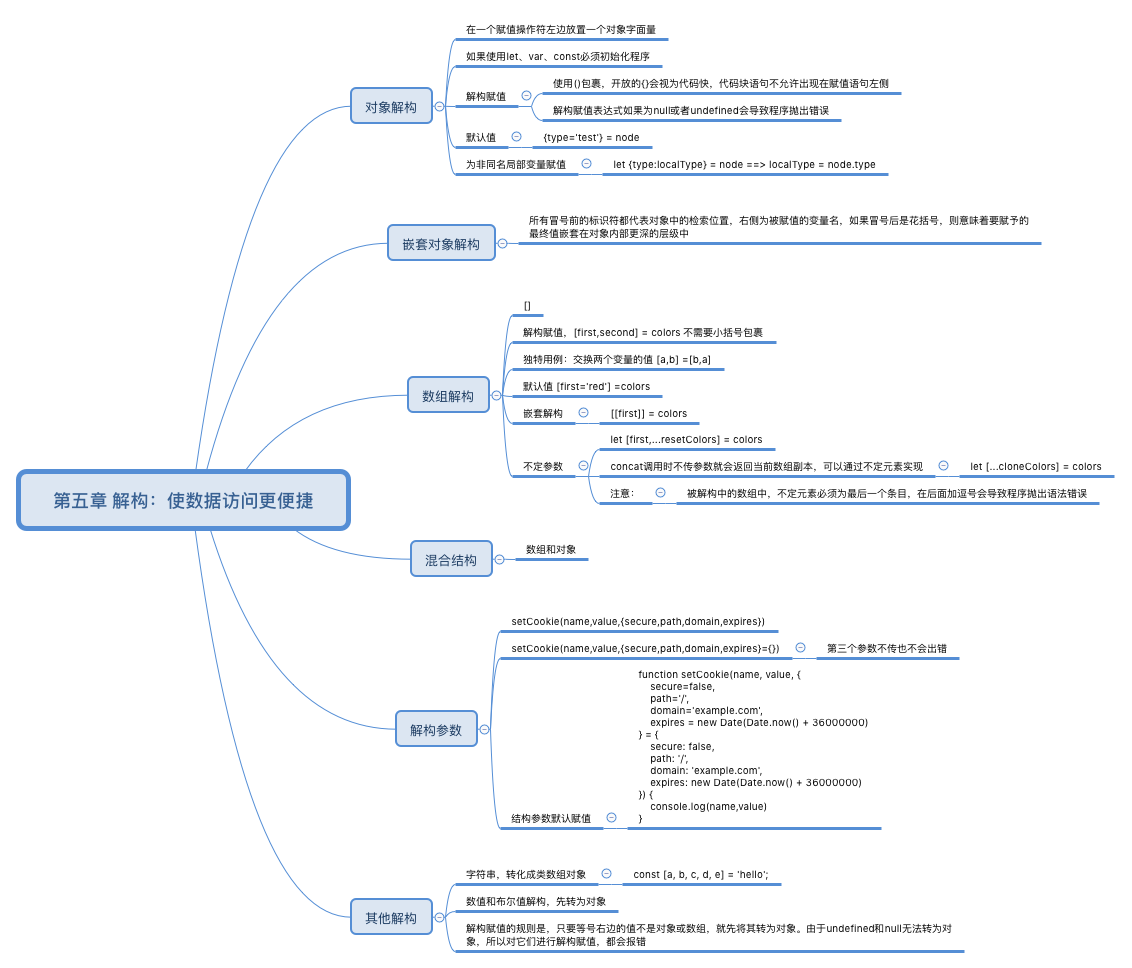 在一个赋值操作符左边放置一个对象字面量
如果使用let、var、const必须初始化程序
解构赋值
使用()包裹，开放的{}会视为代码快，代码块语句不允许出现在赋值语句左侧
解构赋值表达式如果为null或者undefined会导致程序抛出错误
对象解构
默认值
{type='test'} = node
为非同名局部变量赋值
let {type:localType} = node ==> localType = node.type
嵌套对象解构
所有冒号前的标识符都代表对象中的检索位置，右侧为被赋值的变量名，如果冒号后是花括号，则意味着要赋予的
最终值嵌套在对象内部更深的层级中
[]
解构赋值，[first,second] = colors 不需要小括号包裹
独特用例：交换两个变量的值 [a,b] =[b,a]
数组解构
默认值 [first='red'] =colors
嵌套解构
[[first]] = colors
不定参数
let [first,...resetColors] = colors
concat调用时不传参数就会返回当前数组副本，可以通过不定元素实现
let [...cloneColors] = colors
注意：
被解构中的数组中，不定元素必须为最后一个条目，在后面加逗号会导致程序抛出语法错误
第五章 解构：使数据访问更便捷
混合结构
数组和对象
setCookie(name,value,{secure,path,domain,expires})
setCookie(name,value,{secure,path,domain,expires}={})
第三个参数不传也不会出错
解构参数
结构参数默认赋值
function setCookie(name, value, {
secure=false,
path='/',
domain='example.com',
expires = new Date(Date.now() + 36000000)
} = {
secure: false,
path: '/',
domain: 'example.com',
expires: new Date(Date.now() + 36000000)
}) {
console.log(name,value)
}
其他解构
字符串，转化成类数组对象
const [a, b, c, d, e] = 'hello';
数值和布尔值解构，先转为对象
解构赋值的规则是，只要等号右边的值不是对象或数组，就先将其转为对象。由于undefined和null无法转为对
象，所以对它们进行解构赋值，都会报错